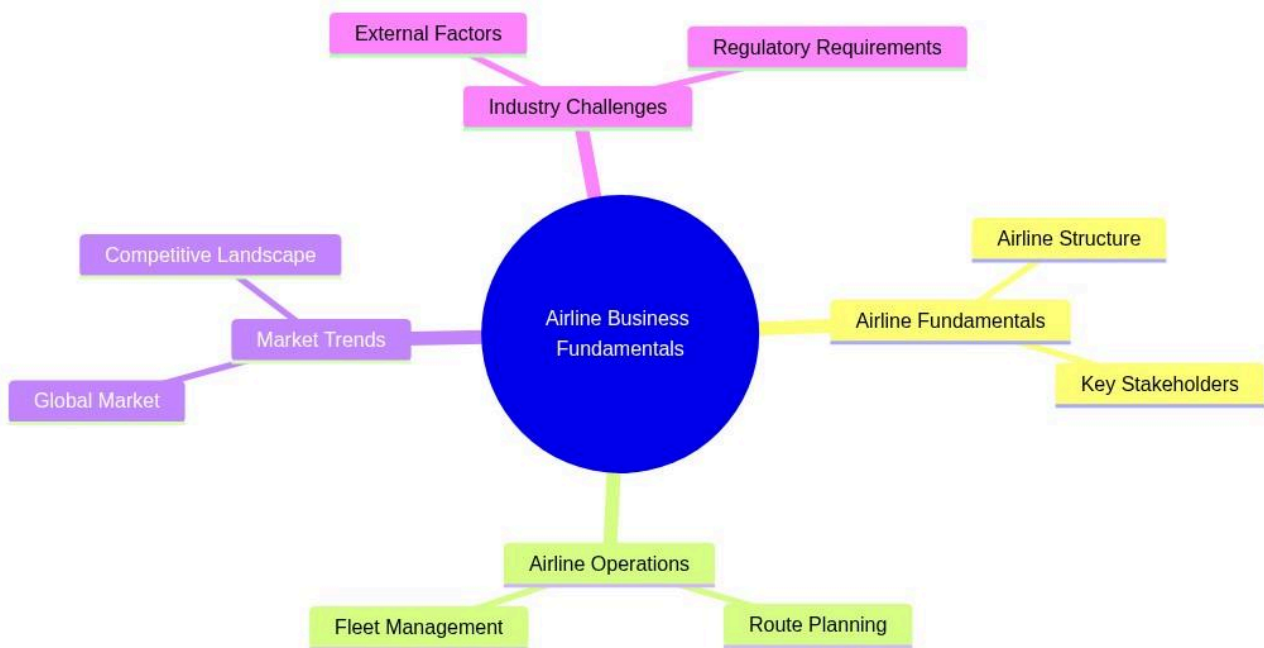 External Factors
Regulatory Requirements
Industry Challenges
Competitive Landscape
Market Trends
Global Market
Airline Business
Fundamentals
Airline Structure
Airline Fundamentals
Key Stakeholders
Airline Operations
Fleet Management
Route Planning